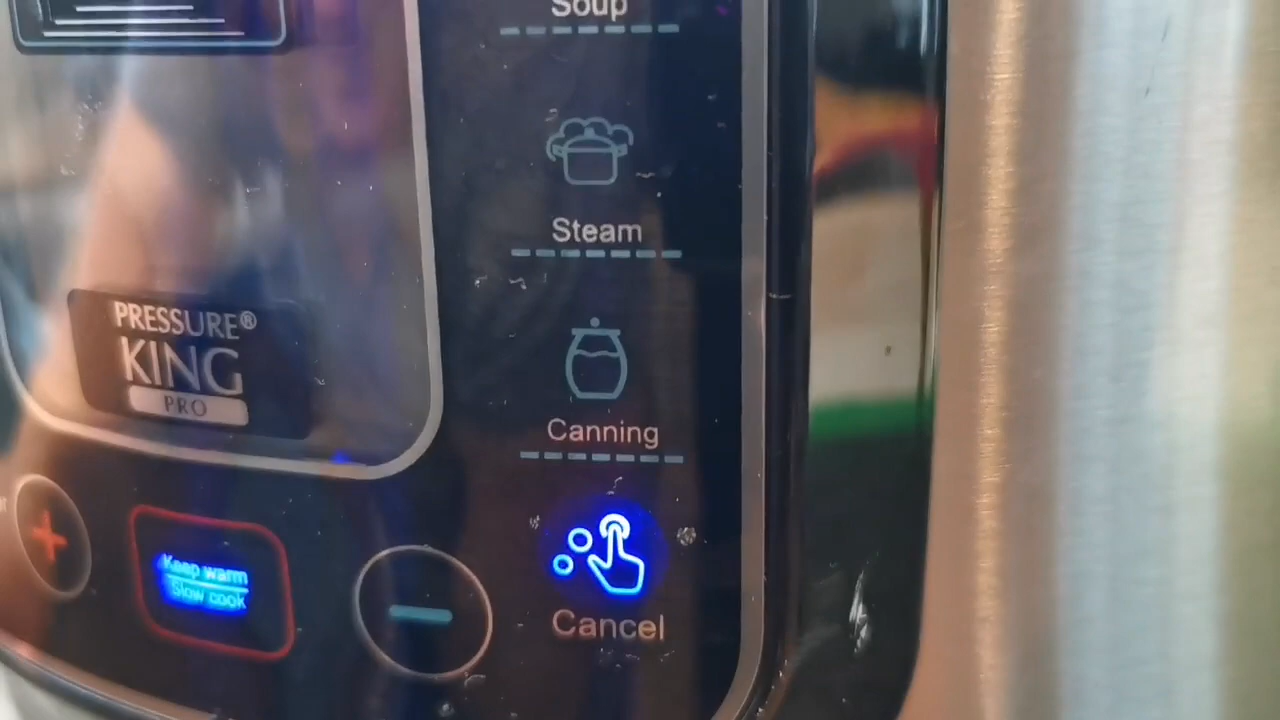 Soup
Steam
PRESSURE®
KING
PRO
Canning
Keep warm
Slow cook
Cancel